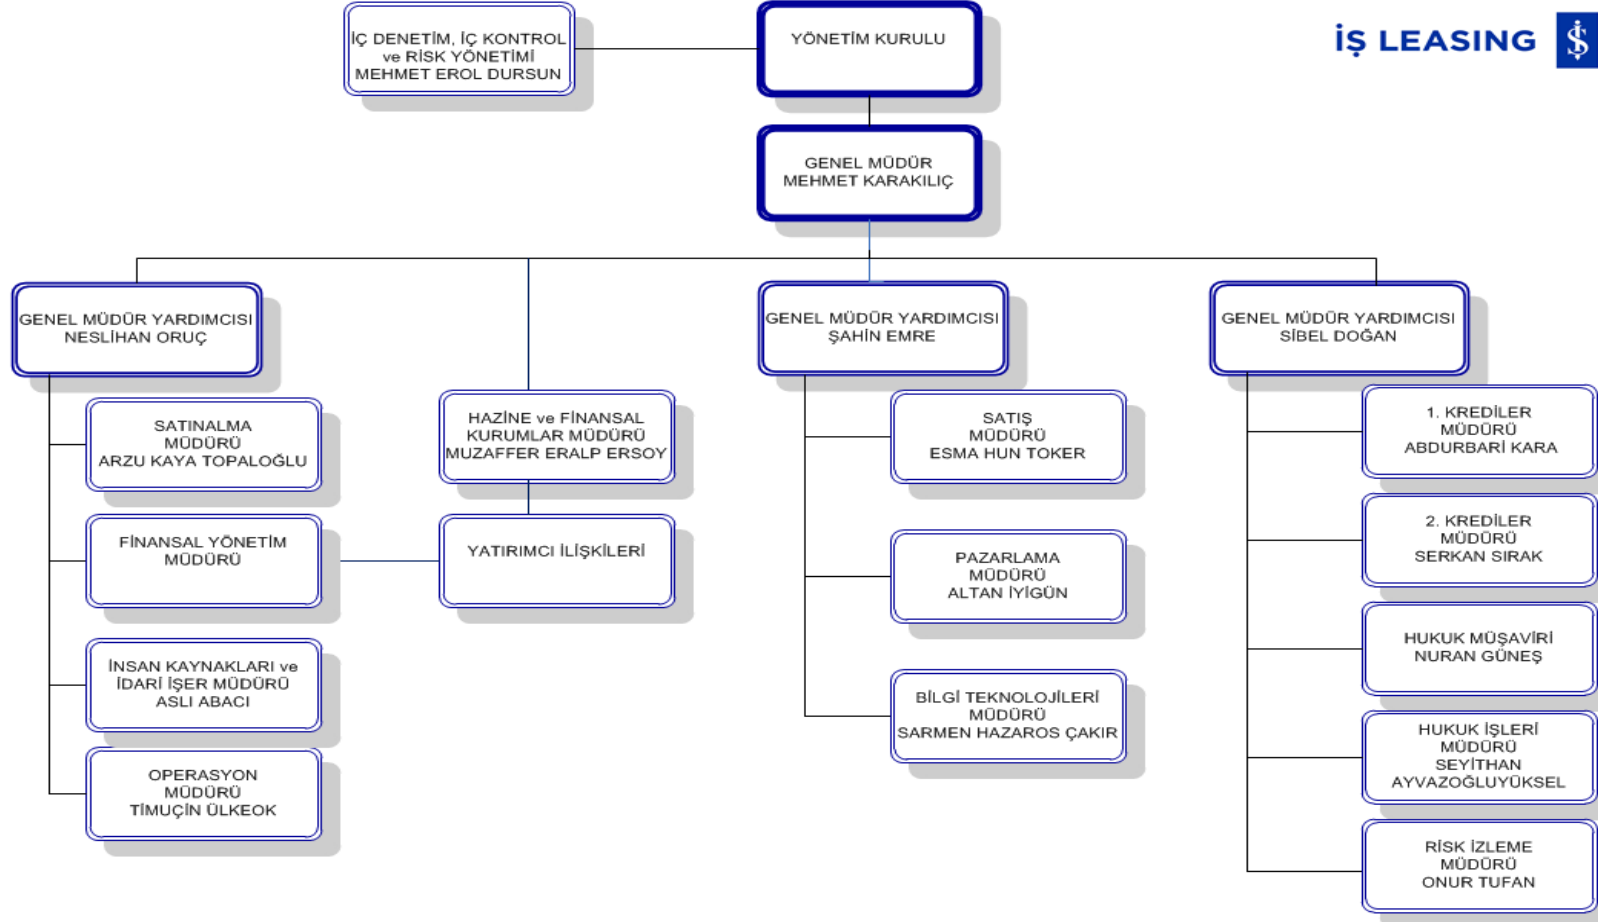 İÇ DENETİM, İÇ KONTROL
ve RİSK YÖNETİMİ
MEHMET EROL DURSUN
YÖNETİM KURULU
İŞ LEASING
GENEL MÜDÜR
MEHMET KARAKILIÇ
GENEL MÜDÜR YARDIMCISI
NESLİHAN ORUÇ
GENEL MÜDÜR YARDIMCISI
ŞAHİN EMRE
GENEL MÜDÜR YARDIMCISI
SİBEL DOĞAN
SATINALMA
MÜDÜRÜ
ARZU KAYA TOPALOĞLU
HAZİNE ve FİNANSAL
KURUMLAR MÜDÜRÜ
MUZAFFER ERALP ERSOY
SATIŞ
MÜDÜRÜ
ESMA HUN TOKER
1. KREDİLER
MÜDÜRÜ
ABDURBARİ KARA
FİNANSAL YÖNETİM
MÜDÜRÜ
YATIRIMCI İLİŞKİLERİ
PAZARLAMA
MÜDÜRÜ
ALTAN İYİGÜN
2. KREDİLER
MÜDÜRÜ
SERKAN SIRAK
İNSAN KAYNAKLARI ve
İDARİ İŞER MÜDÜRÜ
ASLI ABACI
BİLGİ TEKNOLOJİLERİ
MÜDÜRÜ
SARMEN HAZAROS ÇAKIR
HUKUK MÜŞAVİRİ
NURAN GÜNEŞ
OPERASYON
MÜDÜRÜ
TİMUÇİN ÜLKEOK
HUKUK İŞLERİ
MÜDÜRÜ
SEYİTHAN
AYVAZOĞLUYÜKSEL
RİSK İZLEME
MÜDÜRÜ
ONUR TUFAN